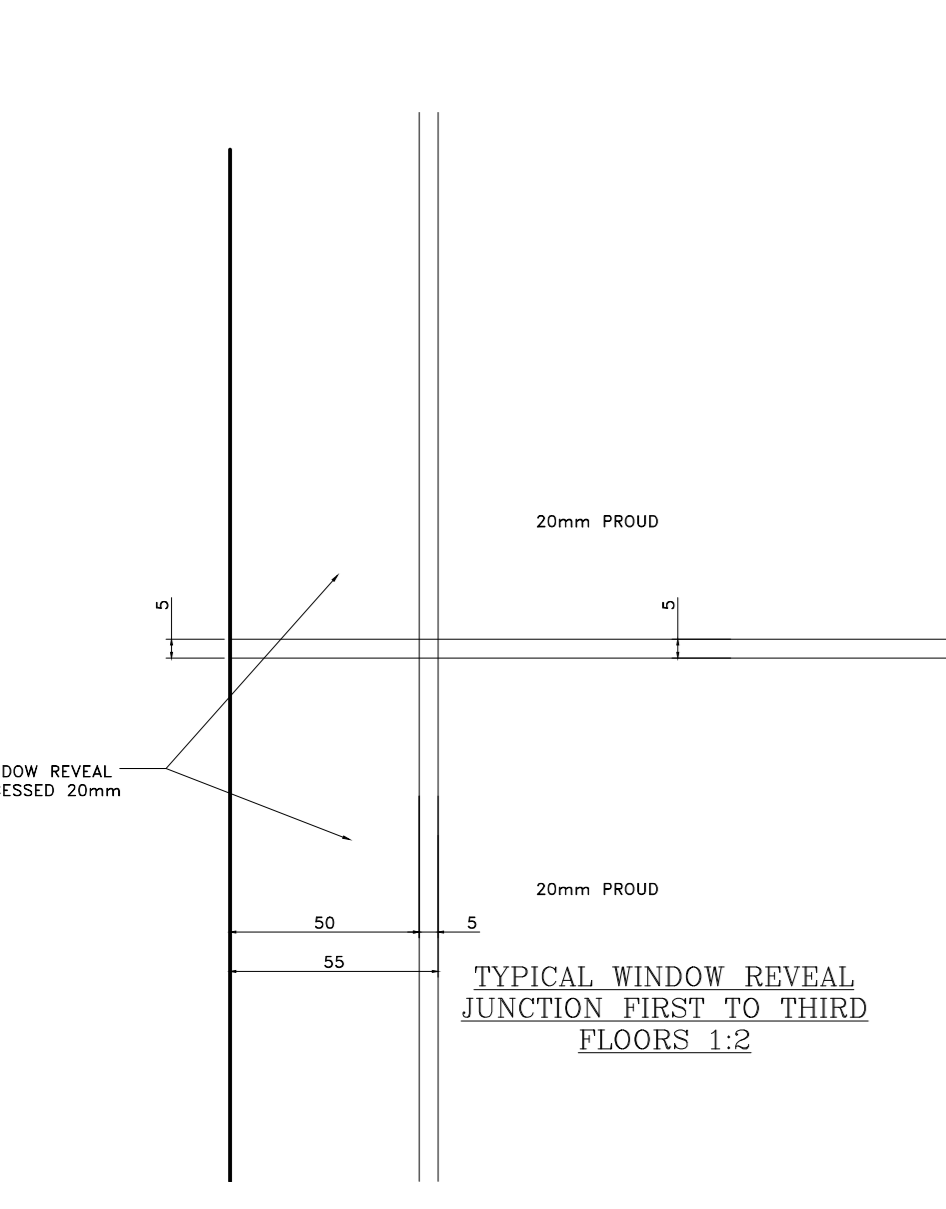 20mm PROUD
5
5
DOW REVEAL
ESSED 20mm
20mm PROUD
50
5
55
TYPICAL WINDOW REVEAL
JUNCTION FIRST TO THIRD
FLOORS 1:2